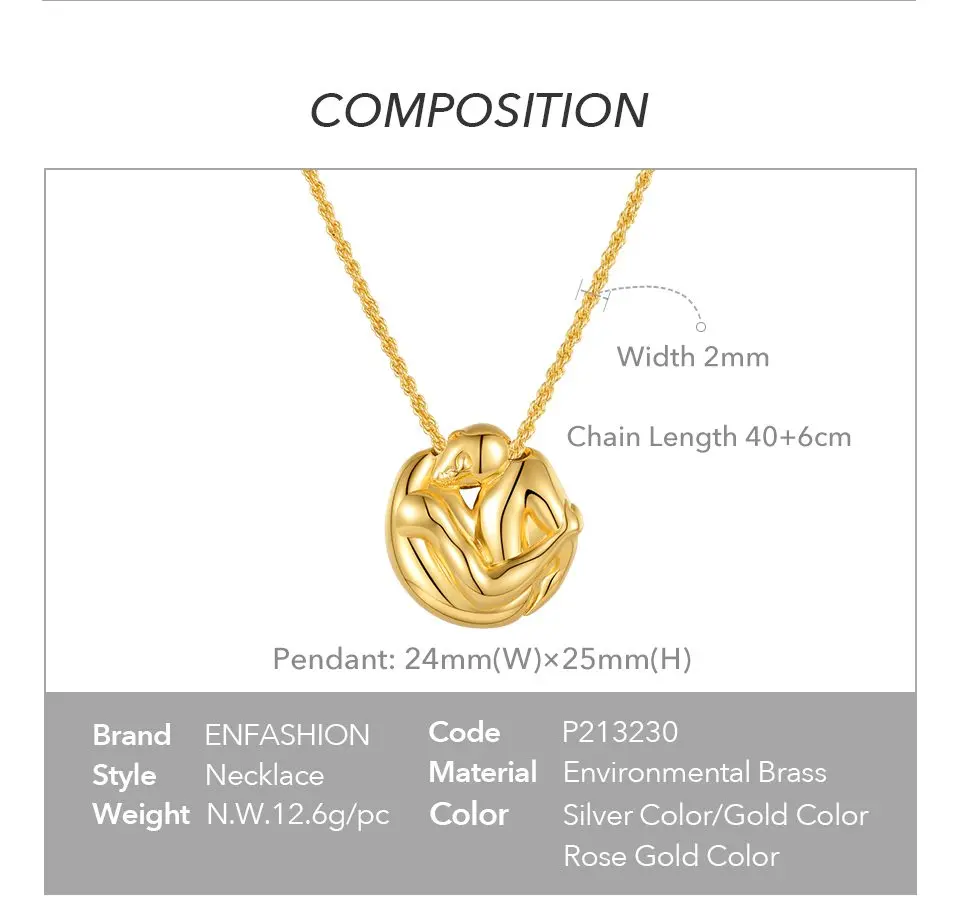 COMPOSITION
Width 2mm
Chain Length 40+6cm
Pendant: 24mm(W)×25mm(H)
Brand ENFASHION
Style Necklace
Weight N.W.12.6g/pc
Code P213230
Material Environmental Brass
Color Silver Color/Gold Color
Rose Gold Color